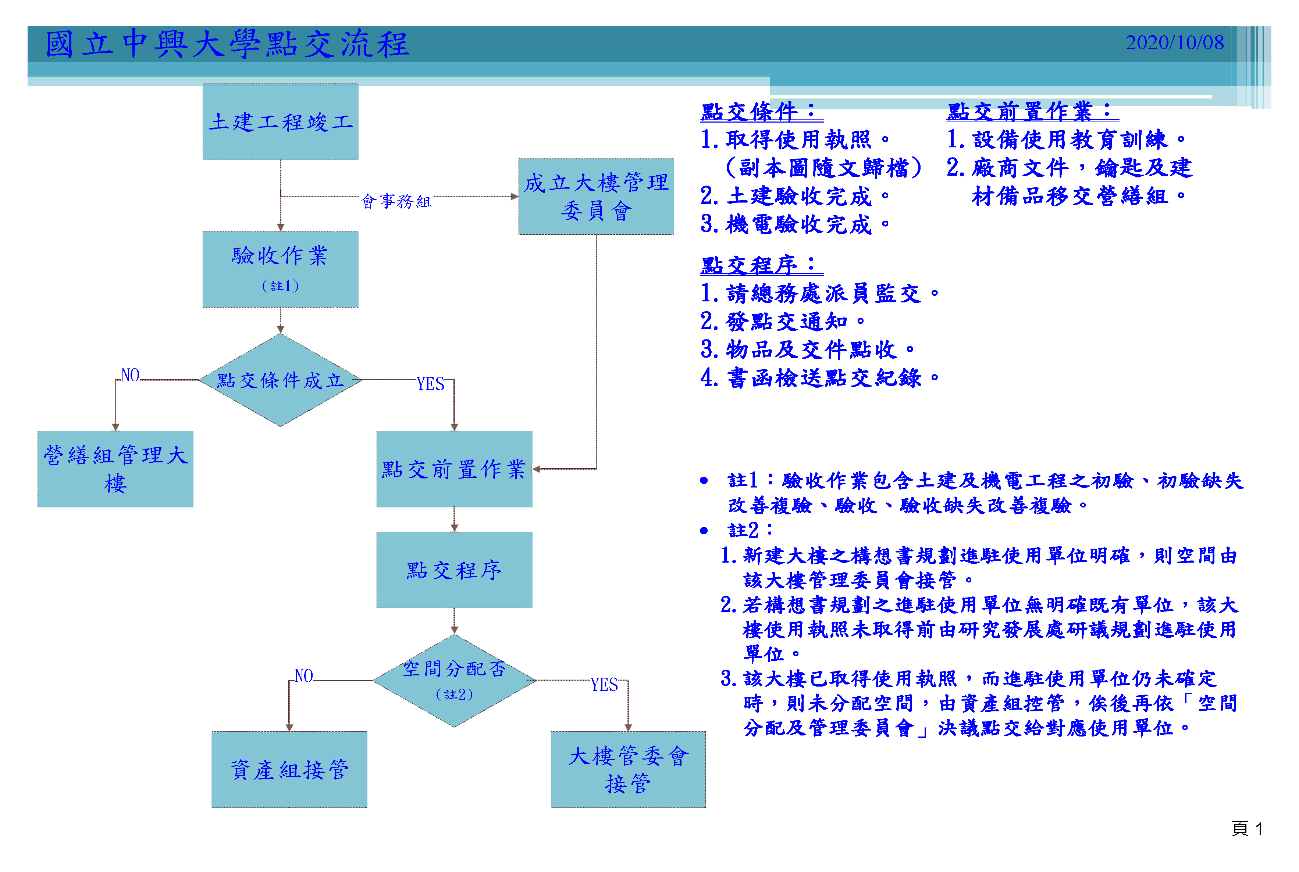 國立中興大學點交流程
2020/10/08
土建工程竣工
會事務組
成立大樓管理
委員會
驗收作業
(註1)
點交條件成立
NO
YES
營繕組管理大
樓
點交前置作業
點交程序
空間分配否
(註2)
NO
YES
資產組接管
大樓管委會
接管
點交條件：
1.取得使用執照。
(副本圖隨文歸檔)
2.土建驗收完成。
3.機電驗收完成。
點交前置作業：
1.設備使用教育訓練。
2.廠商文件，鑰匙及建
材備品移交營繕組。
點交程序：
1.請總務處派員監交。
2.發點交通知。
3.物品及交件點收。
4.書函檢送點交紀錄。
• 註1：驗收作業包含土建及機電工程之初驗、初驗缺失
改善複驗、驗收、驗收缺失改善複驗。
• 註2：
1.新建大樓之構想書規劃進駐使用單位明確，則空間由
該大樓管理委員會接管。
2.若構想書規劃之進駐使用單位無明確既有單位，該大
樓使用執照未取得前由研究發展處研議規劃進駐使用
單位。
3.該大樓已取得使用執照，而進駐使用單位仍未確定
時，則未分配空間，由資產組控管，俟後再依「空間
分配及管理委員會」決議點交給對應使用單位。
頁 1